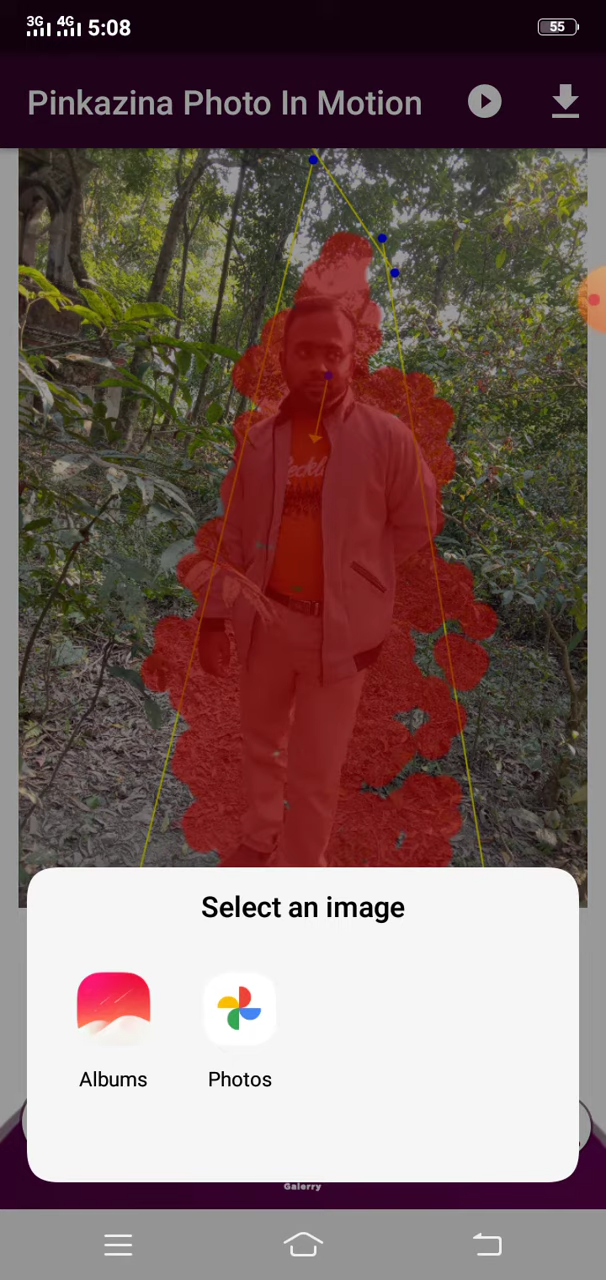 3G 4G 5:08 55
Pinkazina Photo In Motion
Select an image
Albums Photos
Galerry